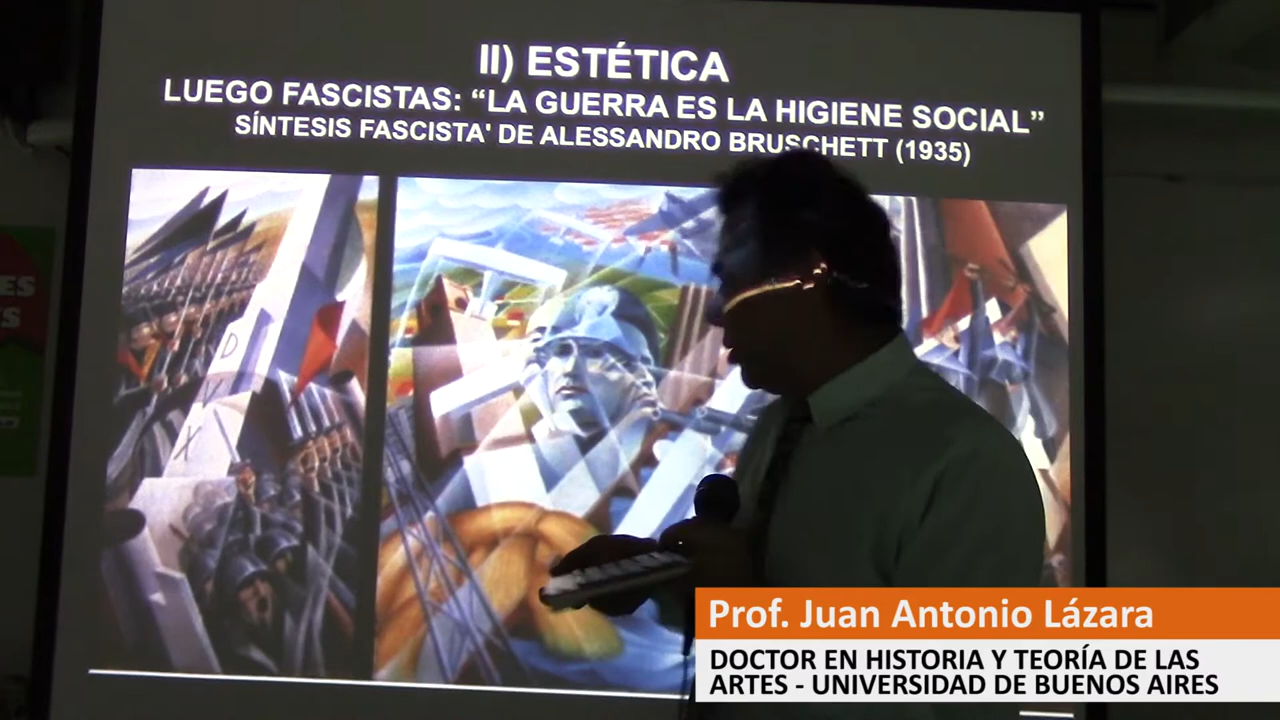 II) ESTÉTICA
LUEGO FASCISTAS: “LA GUERRA ES LA HIGIENE SOCIAL”
SÍNTESIS FASCISTA' DE ALESSANDRO BRUSCHETT (1935)
ES
D
V
X
X
Prof. Juan Antonio Lázara
DOCTOR EN HISTORIA Y TEORÍA DE LAS
ARTES - UNIVERSIDAD DE BUENOS AIRES